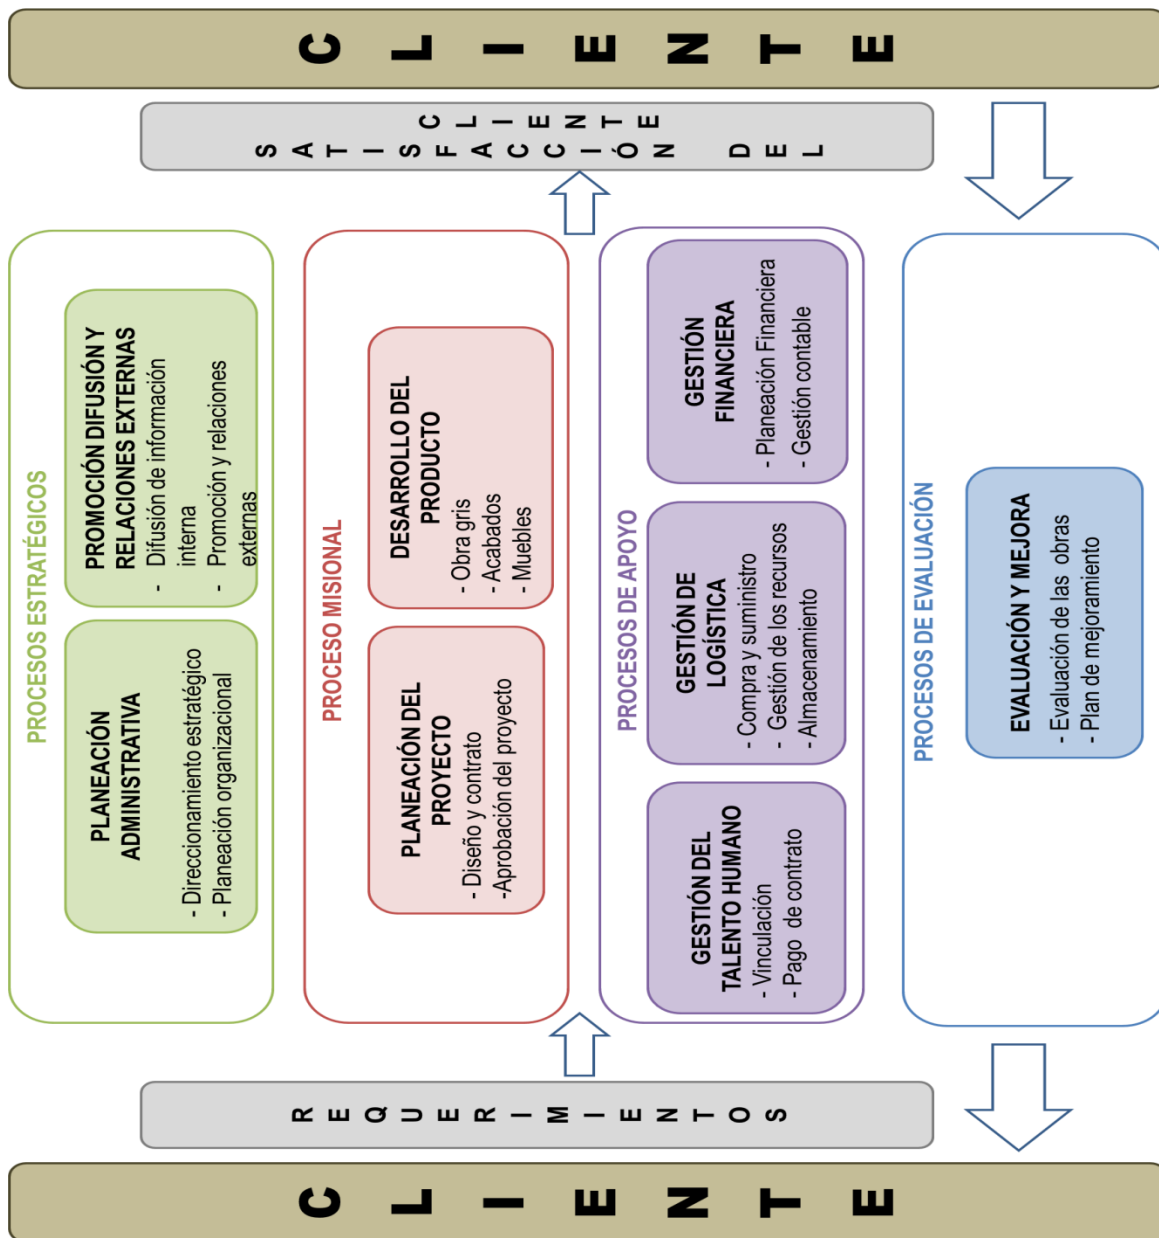 CLIENTE
REQUERIMIENTOS
PROCESOS ESTRATÉGICOS
PLANEACIÓN
ADMINISTRATIVA
- Direccionamiento estratégico
- Planeación organizacional
PROMOCIÓN DIFUSIÓN Y
RELACIONES EXTERNAS
- Difusión de información
interna
- Promoción y relaciones
externas
PROCESO MISIONAL
PLANEACIÓN DEL
PROYECTO
- Diseño y contrato
-Aprobación del proyecto
DESARROLLO DEL
PRODUCTO
- Obra gris
- Acabados
- Muebles
PROCESOS DE APOYO
GESTIÓN DEL
TALENTO HUMANO
- Vinculación
- Pago de contrato
GESTIÓN DE
LOGÍSTICA
- Compra y suministro
- Gestión de los recursos
- Almacenamiento
GESTIÓN
FINANCIERA
- Planeación Financiera
- Gestión contable
PROCESOS DE EVALUACIÓN
EVALUACIÓN Y MEJORA
- Evaluación de las obras
- Plan de mejoramiento
SATISFACCIÓN DEL
CLIENTE
CLIENTE